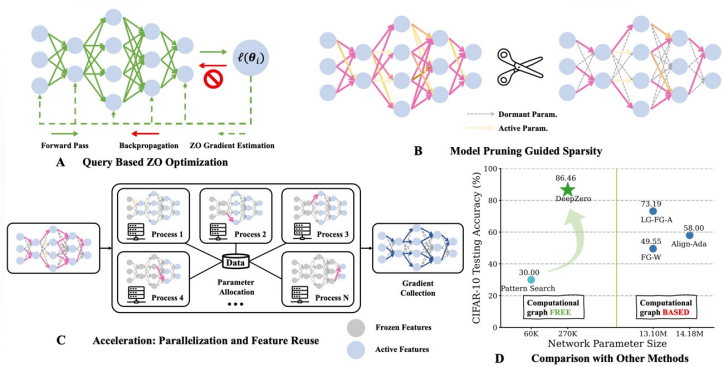 ℓ(θᵢ)
Forward Pass
Backpropagation
ZO Gradient Estimation
A Query Based ZO Optimization
Dormant Param.
Active Param.
B Model Pruning Guided Sparsity
Process 1
Process 2
Process 3
Data
Process 4
Parameter
Allocation
...
Process N
Gradient
Collection
Frozen Features
Active Features
C Acceleration: Parallelization and Feature Reuse
CIFAR-10 Testing Accuracy (%)
100
80
60
40
20
0
86.46
DeepZero
73.19
LG-FG-A
58.00
Align-Ada
49.55
FG-W
30.00
Pattern Search
Computational
graph FREE
Computational
graph BASED
60K
270K
13.10M
14.18M
Network Parameter Size
D Comparison with Other Methods